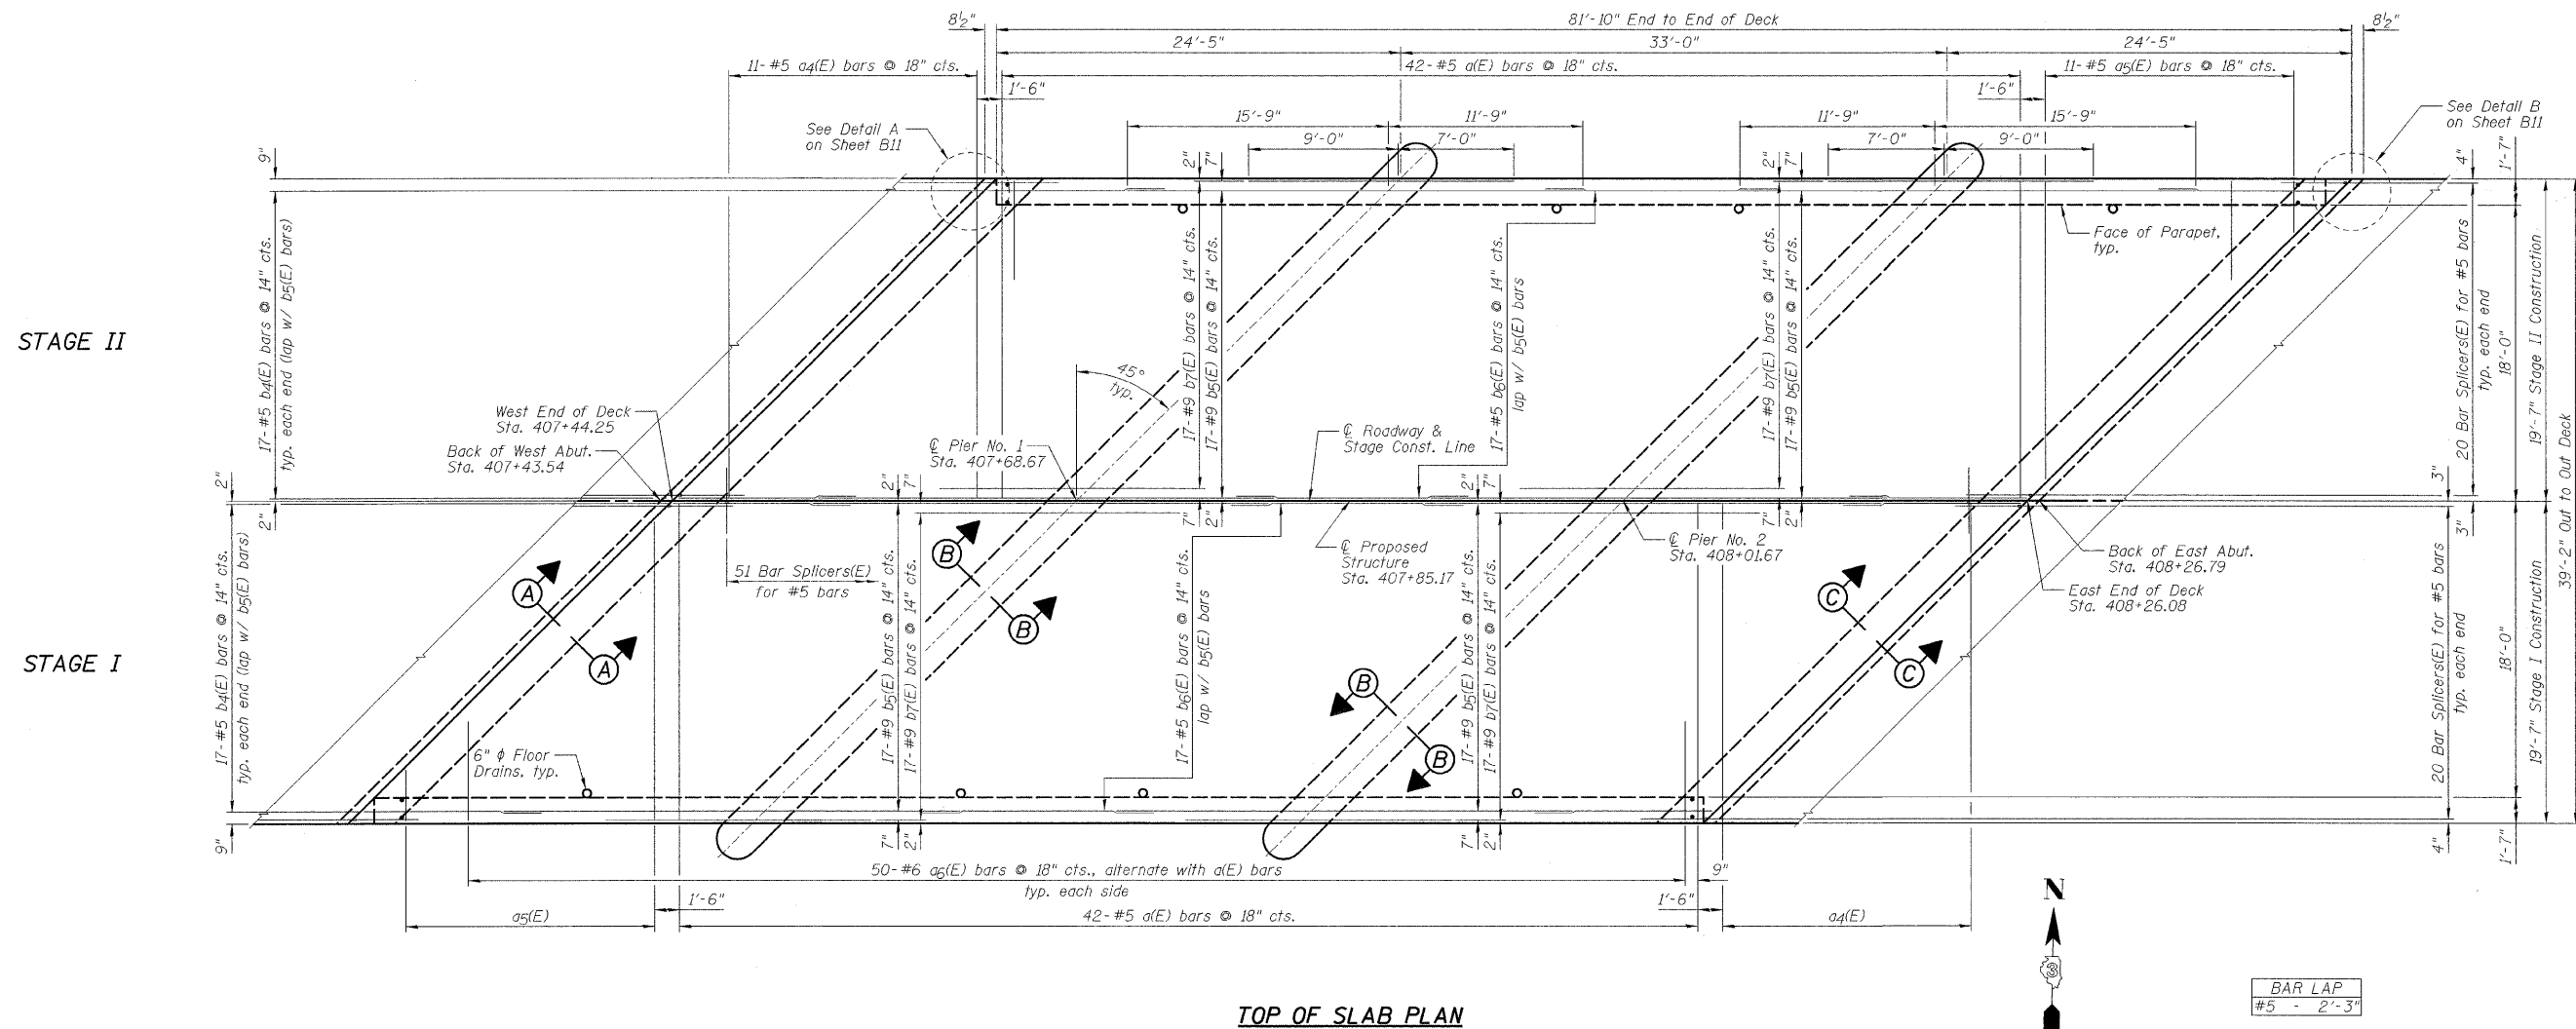 8½"
81'-10" End to End of Deck
8½"
24'-5"
33'-0"
24'-5"
11-#5 a4(E) bars @ 18" cts.
42-#5 a(E) bars @ 18" cts.
11-#5 a5(E) bars @ 18" cts.
1'-6"
1'-6"
15'-9"
11'-9"
11'-9"
15'-9"
9'-0"
7'-0"
7'-0"
9'-0"
See Detail A
on Sheet B11
See Detail B
on Sheet B11
9"
2"
7"
2"
7"
4"
1'-7"
Face of Parapet,
typ.
STAGE II
17-#5 b4(E) bars @ 14" cts.
typ. each end (lap w/ b5(E) bars)
17-#9 b7(E) bars @ 14" cts.
17-#9 b5(E) bars @ 14" cts.
17-#5 b6(E) bars @ 14" cts.
lap w/ b5(E) bars
17-#9 b7(E) bars @ 14" cts.
17-#9 b5(E) bars @ 14" cts.
20 Bar Splicers(E) for #5 bars
typ. each end
18'-0"
19'-7" Stage II Construction
39'-2" Out to Out Deck
45°
typ.
West End of Deck
Sta. 407+44.25
Back of West Abut.
Sta. 407+43.54
℄ Pier No. 1
Sta. 407+68.67
℄ Roadway &
Stage Const. Line
2"
2"
2"
7"
7"
2"
2"
7"
7"
2"
3"
3"
51 Bar Splicers(E)
for #5 bars
℄ Proposed
Structure
Sta. 407+85.17
℄ Pier No. 2
Sta. 408+01.67
Back of East Abut.
Sta. 408+26.79
East End of Deck
Sta. 408+26.08
A
A
B
B
B
B
C
C
STAGE I
17-#5 b4(E) bars @ 14" cts.
typ. each end (lap w/ b5(E) bars)
17-#9 b5(E) bars @ 14" cts.
17-#9 b7(E) bars @ 14" cts.
17-#5 b6(E) bars @ 14" cts.
lap w/ b5(E) bars
17-#9 b5(E) bars @ 14" cts.
17-#9 b7(E) bars @ 14" cts.
20 Bar Splicers(E) for #5 bars
typ. each end
18'-0"
19'-7" Stage I Construction
6" ϕ Floor
Drains, typ.
9"
7"
2"
7"
2"
4"
1'-7"
50-#6 a6(E) bars @ 18" cts., alternate with a(E) bars
typ. each side
9"
a5(E)
1'-6"
42-#5 a(E) bars @ 18" cts.
1'-6"
a4(E)
N
3
BAR LAP
#5 - 2'-3"
TOP OF SLAB PLAN